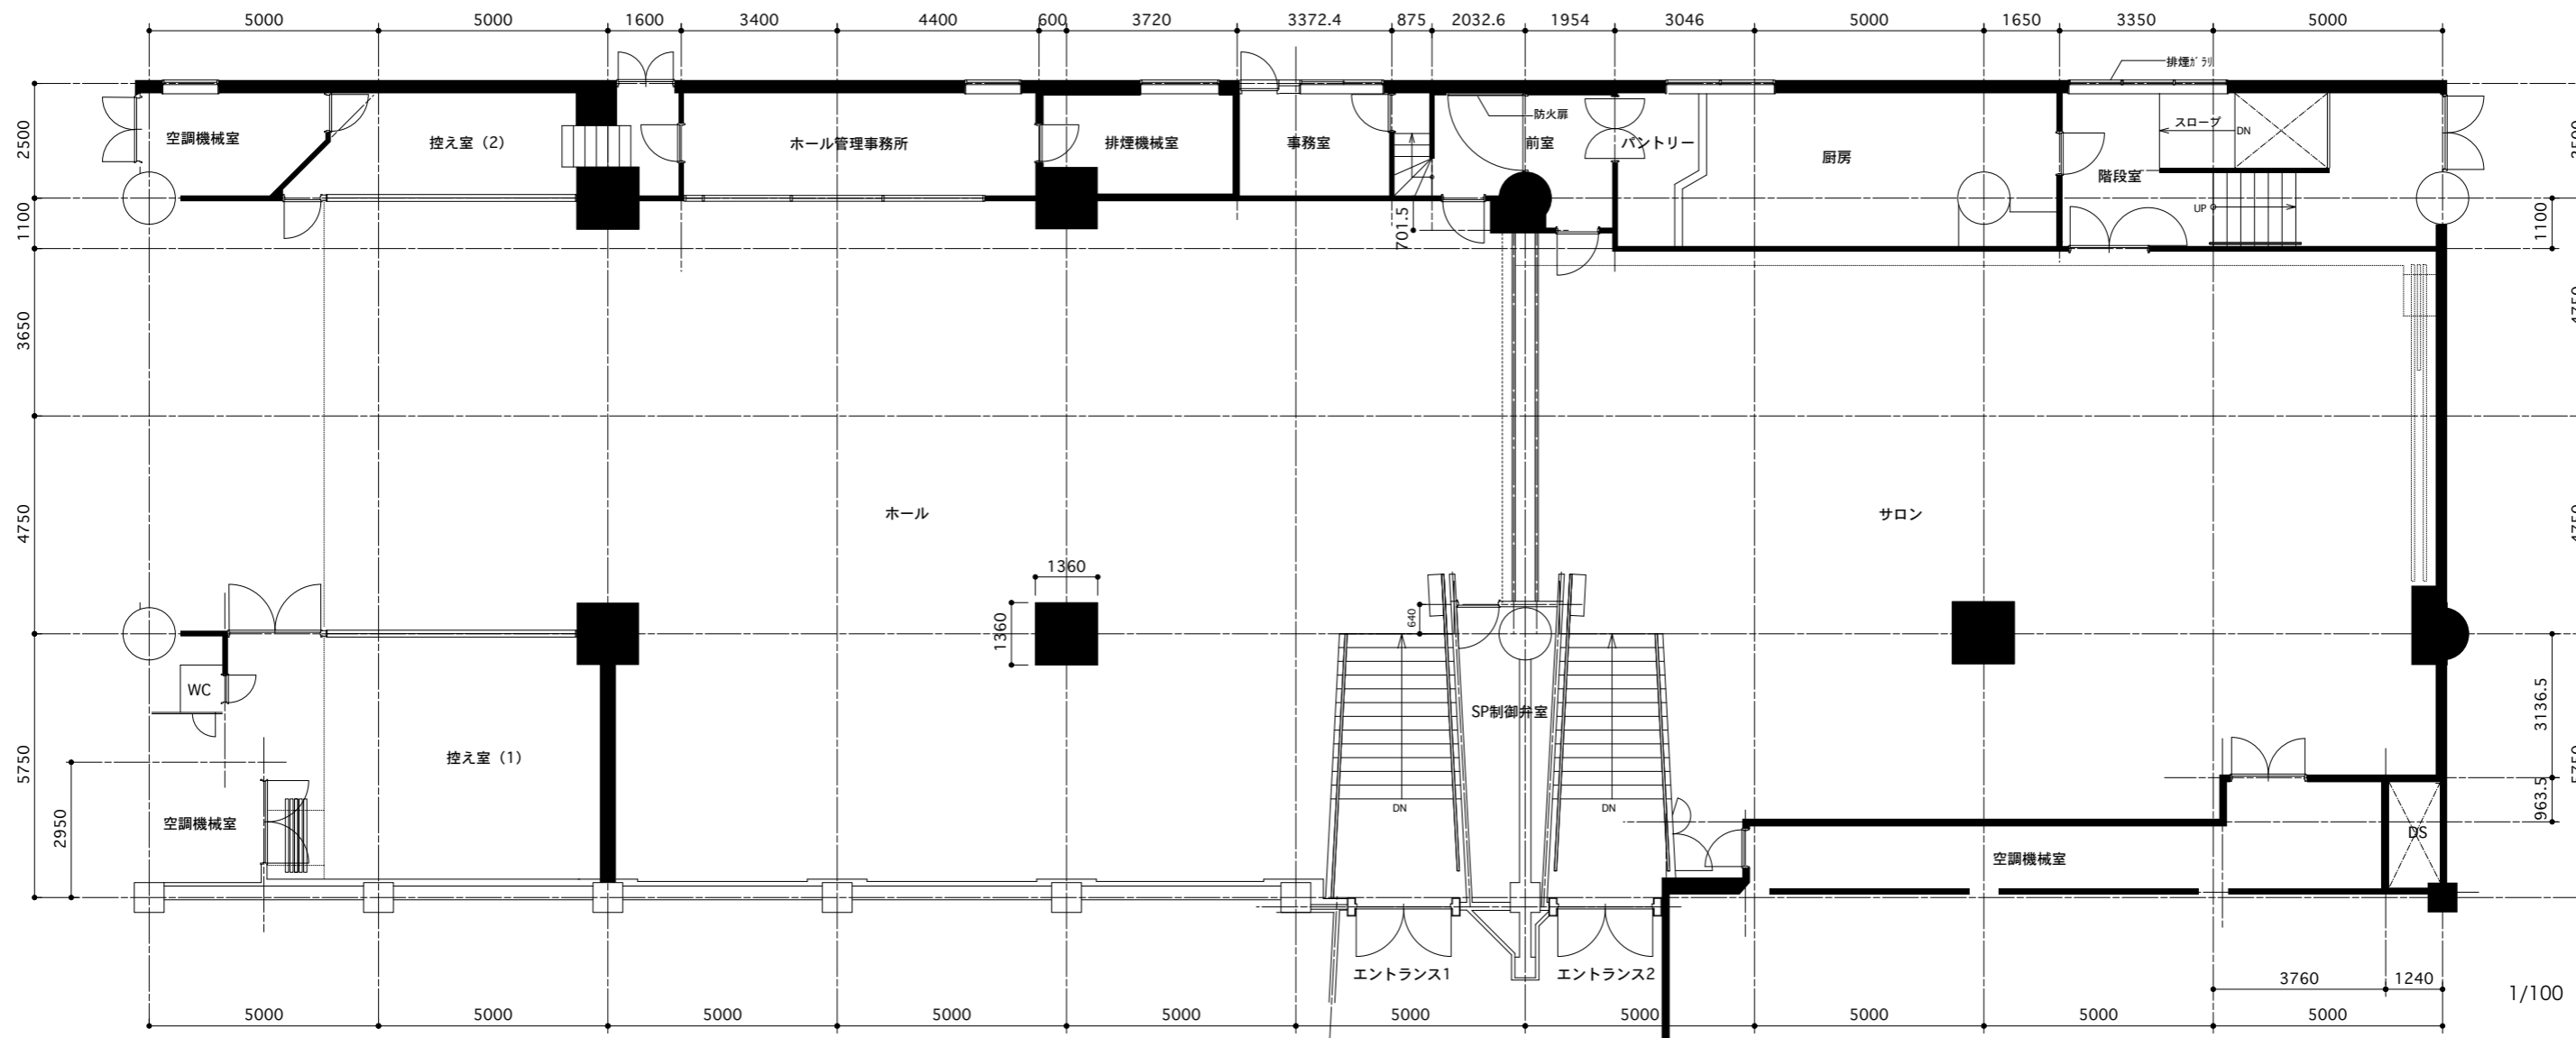 5000 5000 1600 3400 4400 600 3720 3372.4 875 2032.6 1954 3046 5000 1650 3350 5000
排煙ｶﾞﾗﾘ
防火扉
スロープ DN
空調機械室 控え室（2） ホール管理事務所 排煙機械室 事務室 前室 パントリー 厨房 階段室
UP
2500
1100
3650
4750
5750
2950
701.5
ホール
サロン
1360
1360
640
WC
SP制御弁室
控え室（1）
DN DN
空調機械室
空調機械室
DS
エントランス1 エントランス2
1100
4750
3136.5
963.5
3760 1240
1/100
5000 5000 5000 5000 5000 5000 5000 5000 5000 5000